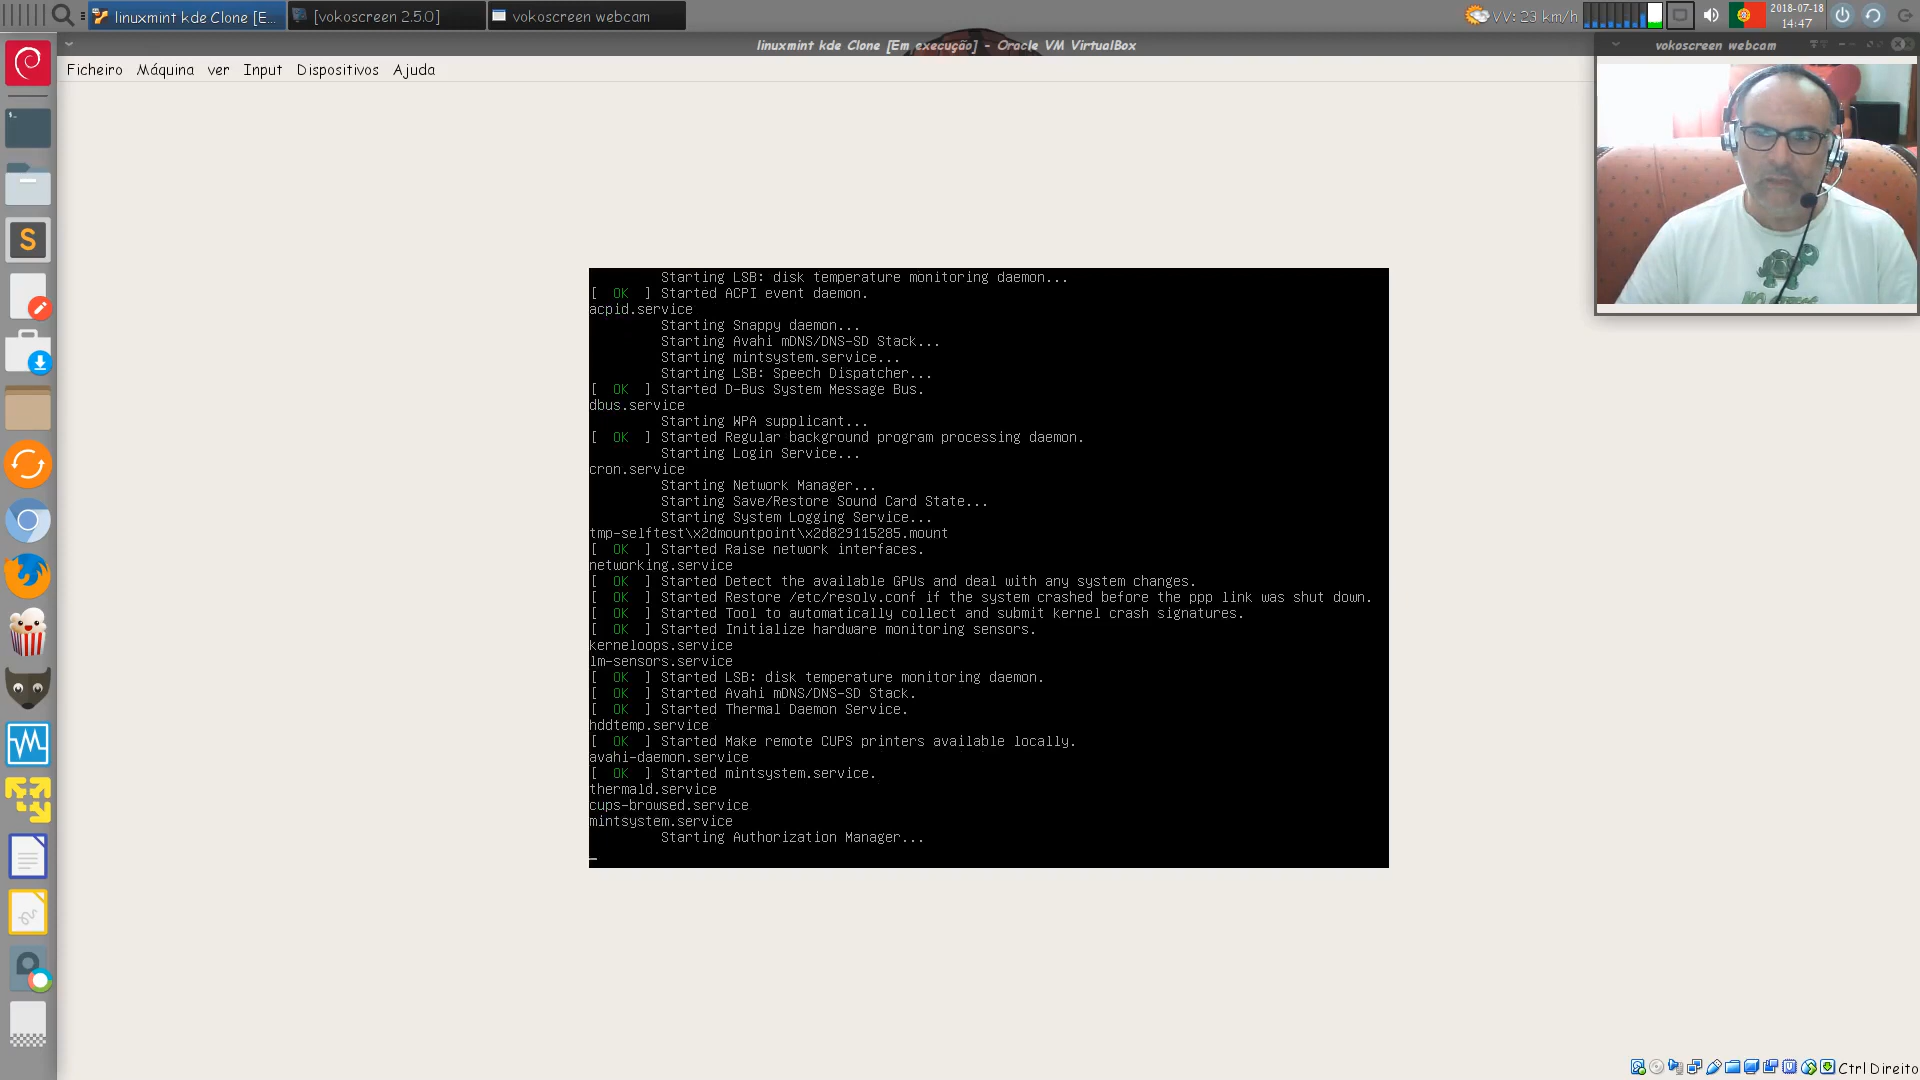 linuxmint kde Clone [E...
[vokoscreen 2.5.0]
vokoscreen webcam
VV: 23 km/h
2018-07-18
14:47
linuxmint kde Clone [Em execução] - Oracle VM VirtualBox
vokoscreen webcam
Ficheiro Máquina ver Input Dispositivos Ajuda
Starting LSB: disk temperature monitoring daemon...
[ OK ] Started ACPI event daemon.
acpid.service
Starting Snappy daemon...
Starting Avahi mDNS/DNS-SD Stack...
Starting mintsystem.service...
Starting LSB: Speech Dispatcher...
[ OK ] Started D-Bus System Message Bus.
dbus.service
Starting WPA supplicant...
[ OK ] Started Regular background program processing daemon.
Starting Login Service...
cron.service
Starting Network Manager...
Starting Save/Restore Sound Card State...
Starting System Logging Service...
tmp-selftest\x2dmountpoint\x2d829115285.mount
[ OK ] Started Raise network interfaces.
networking.service
[ OK ] Started Detect the available GPUs and deal with any system changes.
[ OK ] Started Restore /etc/resolv.conf if the system crashed before the ppp link was shut down.
[ OK ] Started Tool to automatically collect and submit kernel crash signatures.
[ OK ] Started Initialize hardware monitoring sensors.
kerneloops.service
lm-sensors.service
[ OK ] Started LSB: disk temperature monitoring daemon.
[ OK ] Started Avahi mDNS/DNS-SD Stack.
[ OK ] Started Thermal Daemon Service.
hddtemp.service
[ OK ] Started Make remote CUPS printers available locally.
avahi-daemon.service
[ OK ] Started mintsystem.service.
thermald.service
cups-browsed.service
mintsystem.service
Starting Authorization Manager...
S
Ctrl Direito